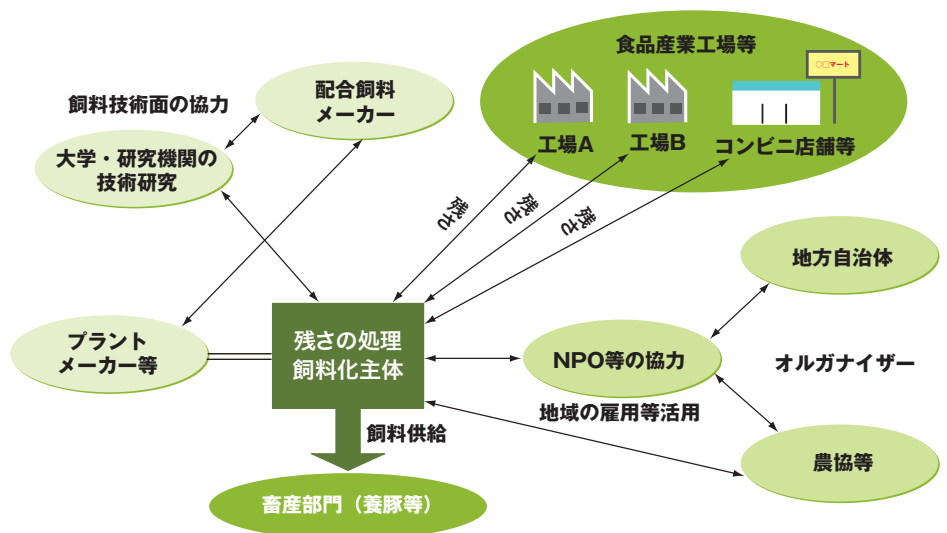 食品産業工場等
○□マート
工場A
工場B
コンビニ店舗等
配合飼料
メーカー
飼料技術面の協力
大学・研究機関の
技術研究
残さ
残さ
残さ
地方自治体
プラント
メーカー等
残さの処理
飼料化主体
NPO等の協力
オルガナイザー
地域の雇用等活用
飼料供給
農協等
畜産部門（養豚等）